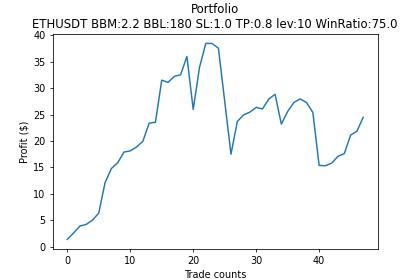 Portfolio
ETHUSDT BBM:2.2 BBL:180 SL:1.0 TP:0.8 lev:10 WinRatio:75.0
40
35
30
25
20
15
10
5
0
Profit ($)
0 10 20 30 40
Trade counts